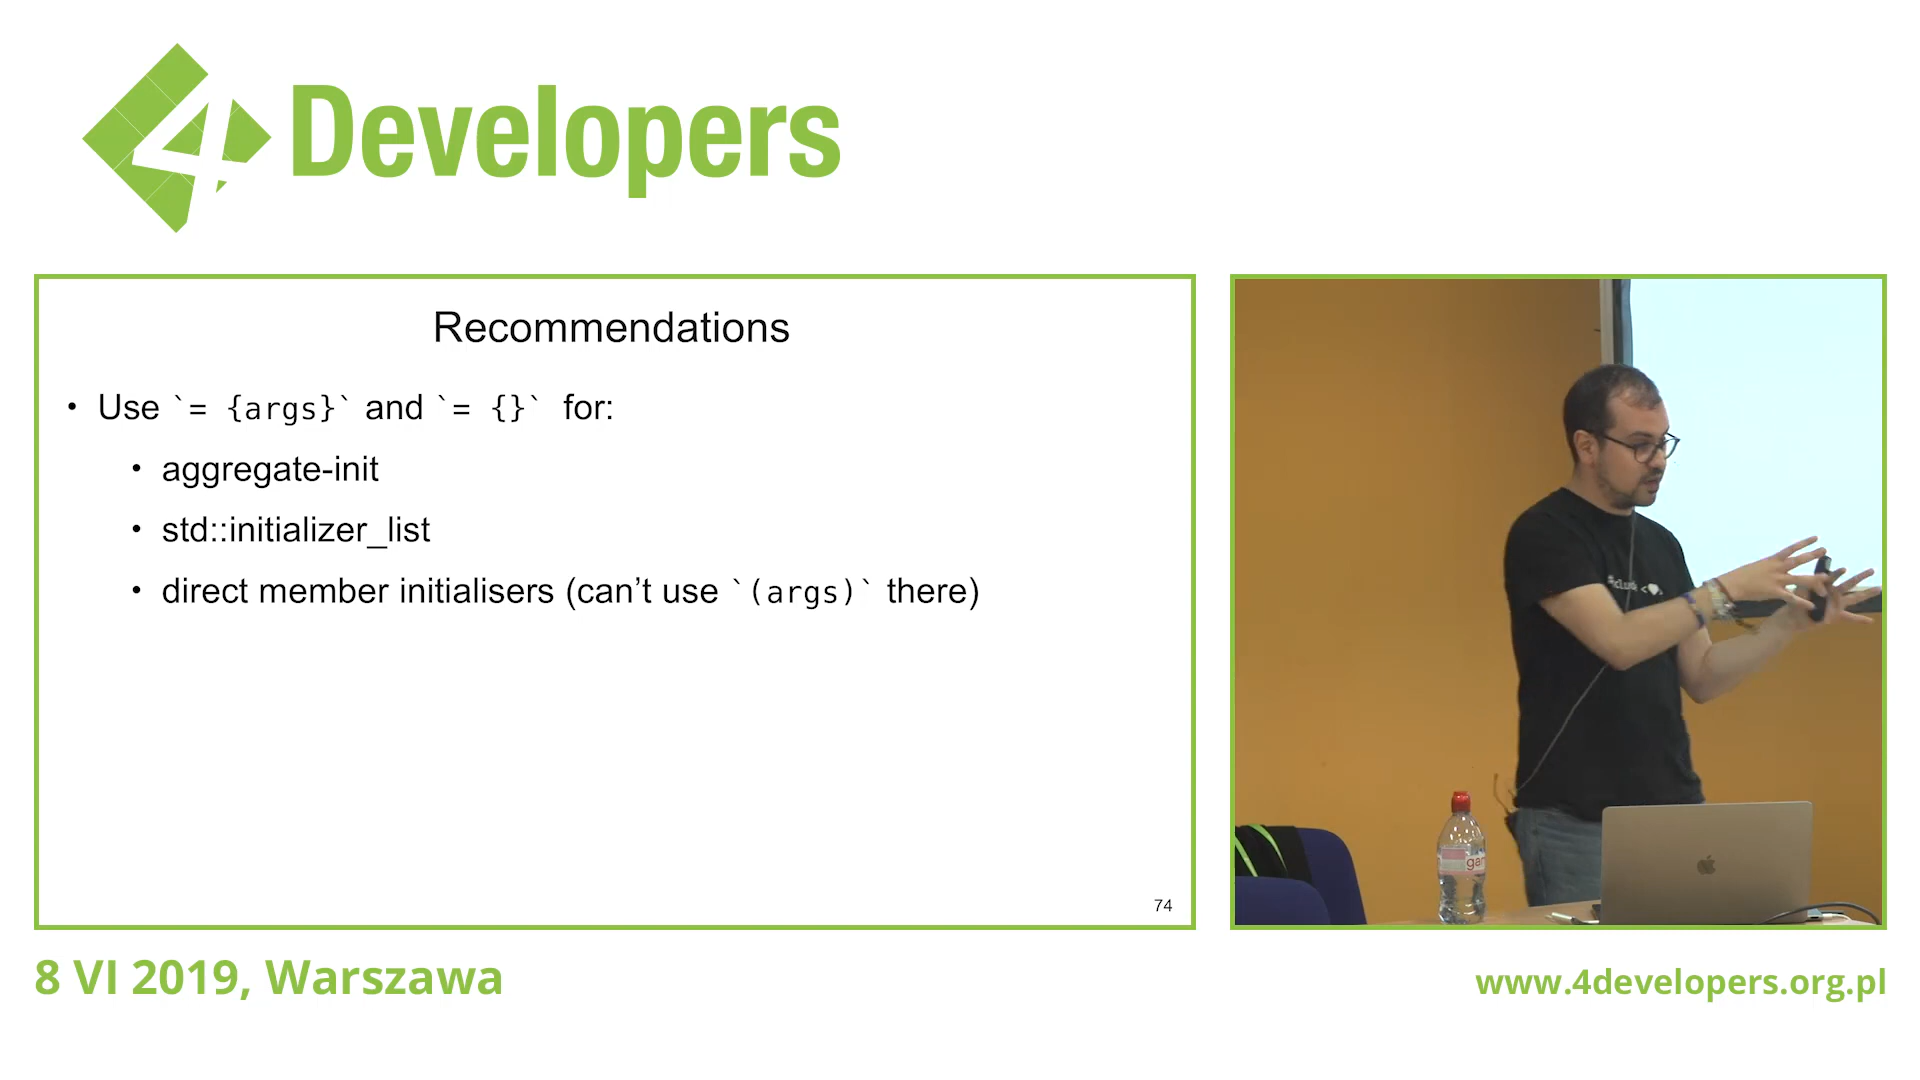 4Developers
Recommendations
• Use `= {args}` and `= {}` for:
• aggregate-init
• std::initializer_list
• direct member initialisers (can’t use `(args)` there)
74
8 VI 2019, Warszawa
www.4developers.org.pl